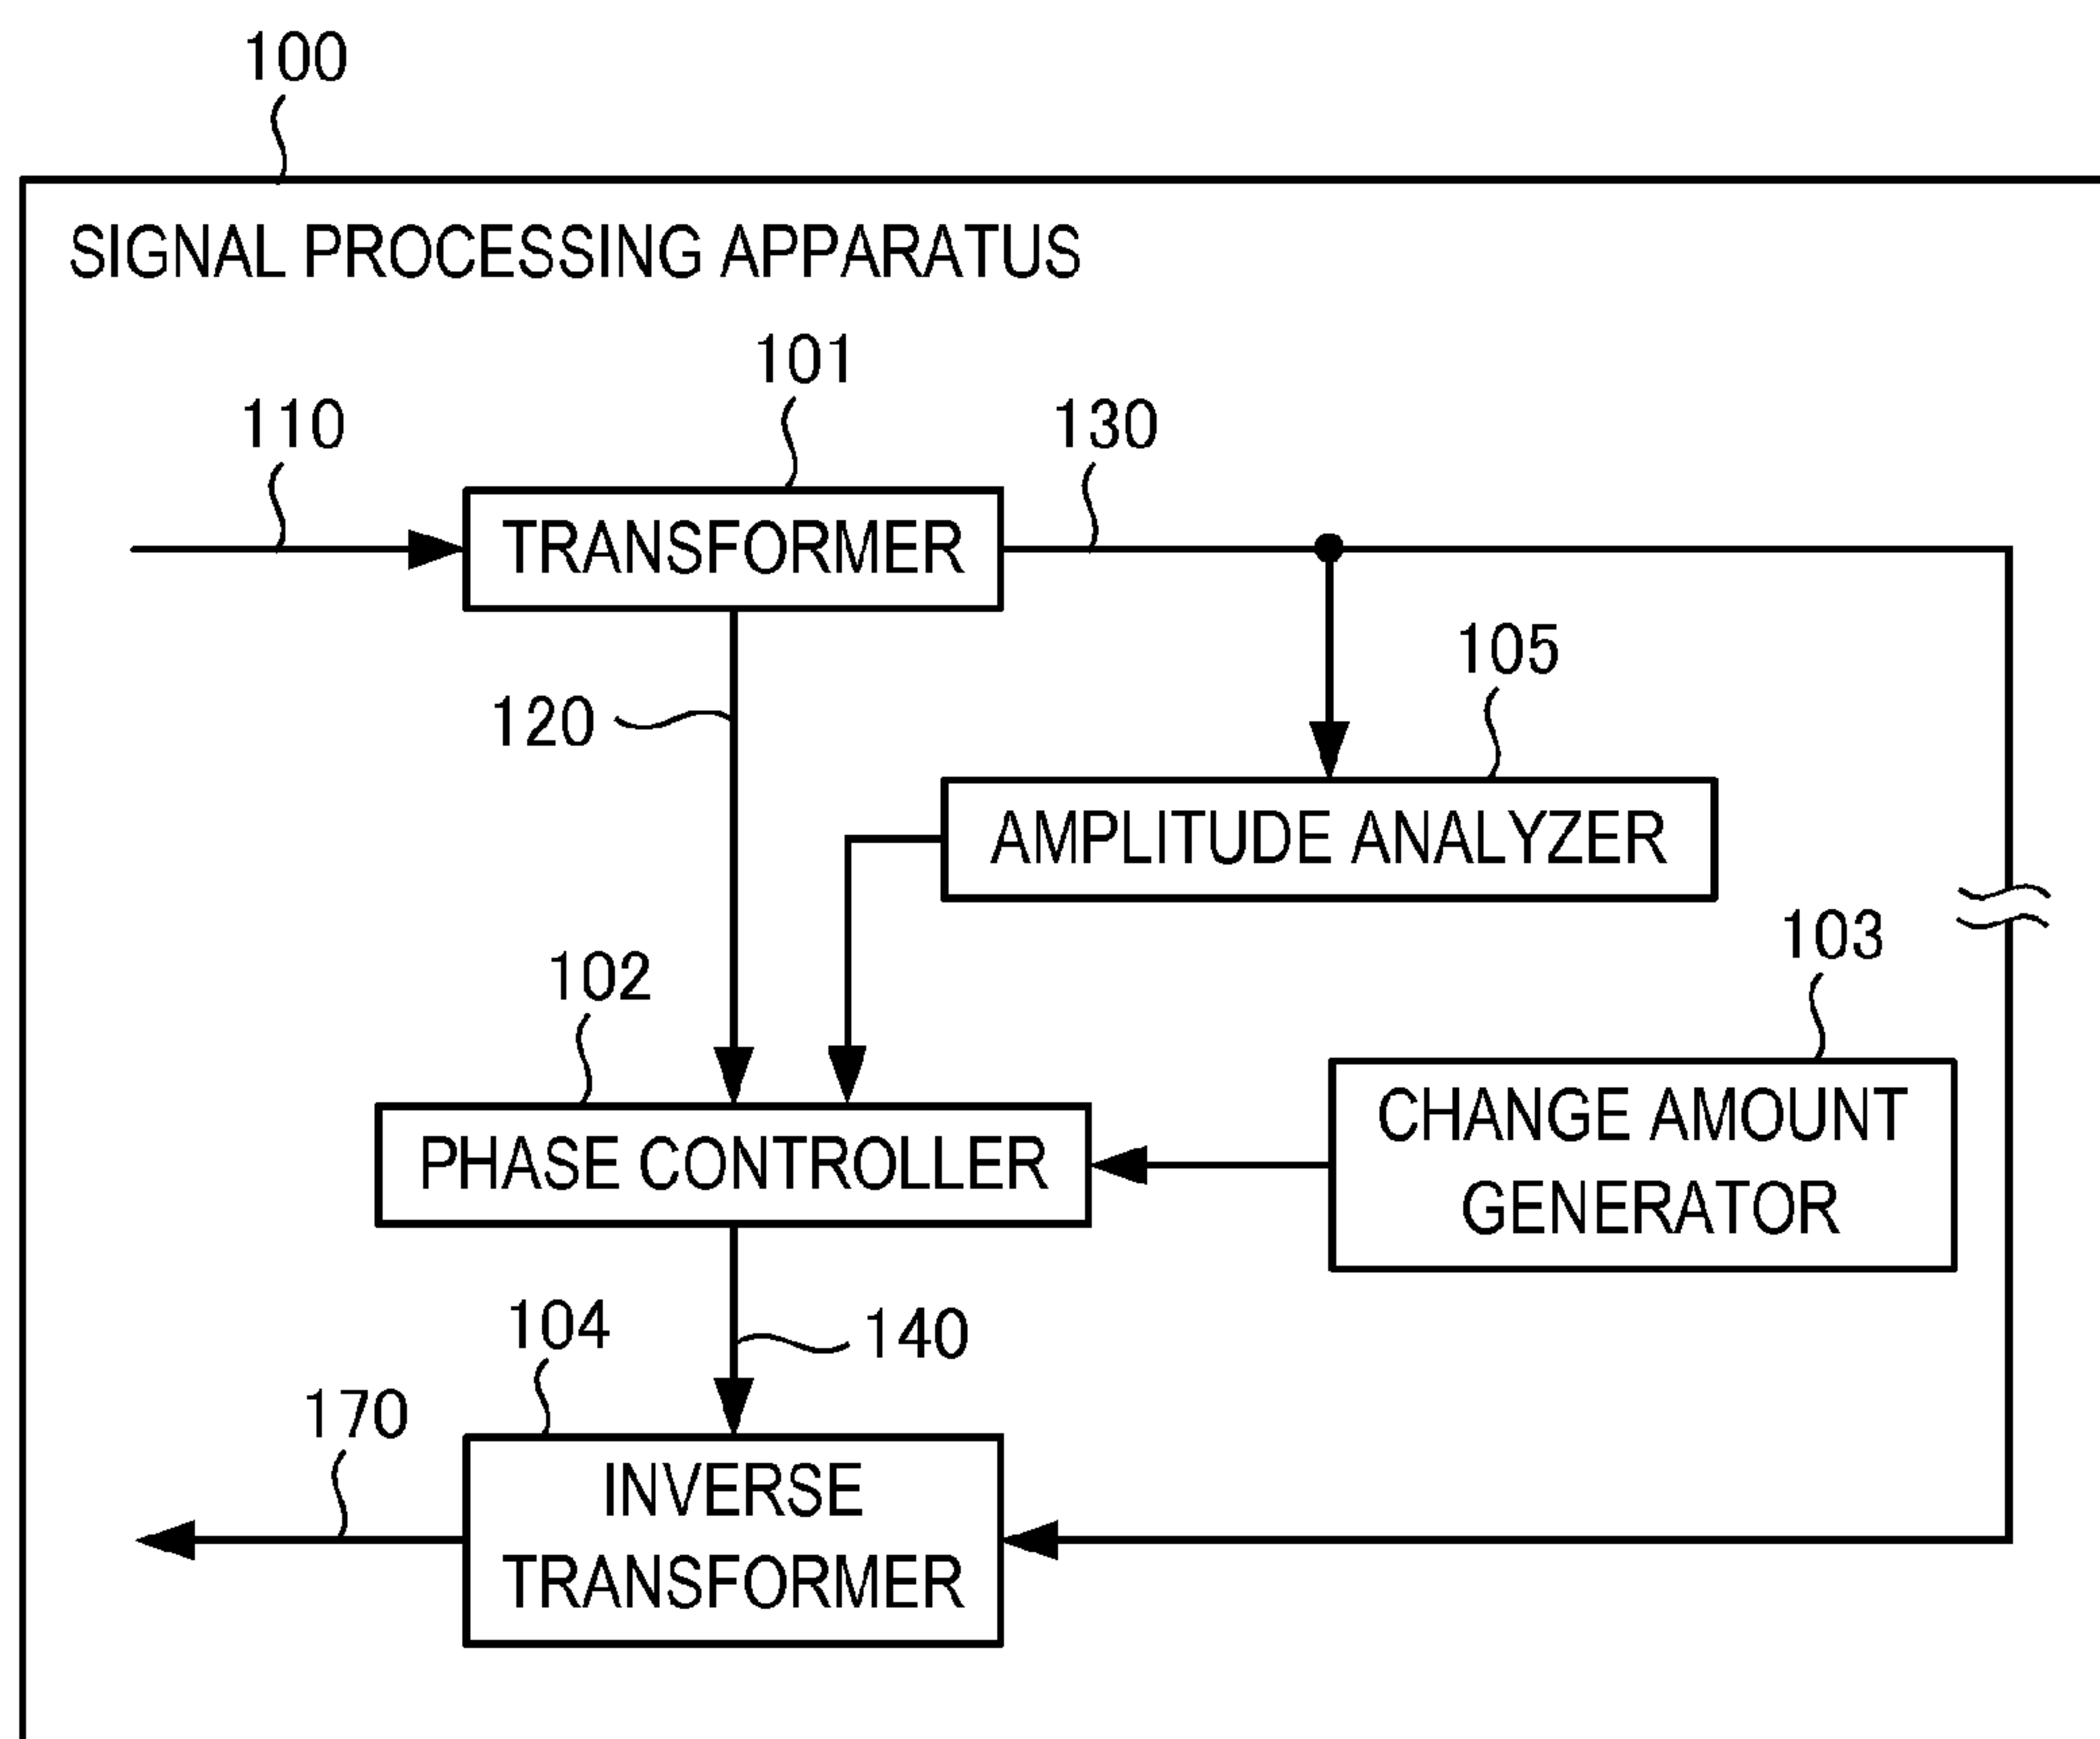 100
SIGNAL PROCESSING APPARATUS
101
110
130
TRANSFORMER
105
120
AMPLITUDE ANALYZER
103
102
CHANGE AMOUNT
GENERATOR
PHASE CONTROLLER
104
140
170
INVERSE
TRANSFORMER